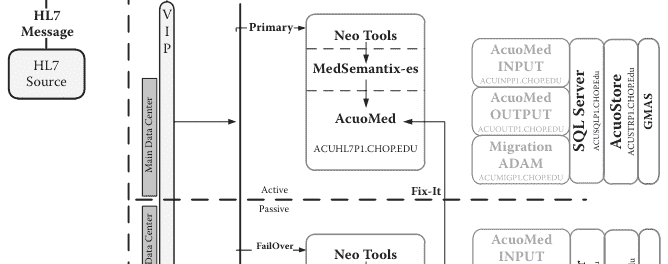 HL7
Message
HL7
Source
V
I
P
Main Data Center
Primary
Neo Tools
MedSemantix-es
AcuoMed
ACUHL7P1.CHOP.EDU
AcuoMed
INPUT
ACUINPP1.CHOP.EDU
AcuoMed
OUTPUT
ACUOUTP1.CHOP.EDU
Migration
ADAM
ACUMIGP1.CHOP.EDU
SQL Server
ACUSQLP1.CHOP.Edu
AcuoStore
ACUSTRP1.CHOP.Edu
GMAS
Active
Fix-It
Passive
Center
FailOver
Neo Tools
AcuoMed
INPUT